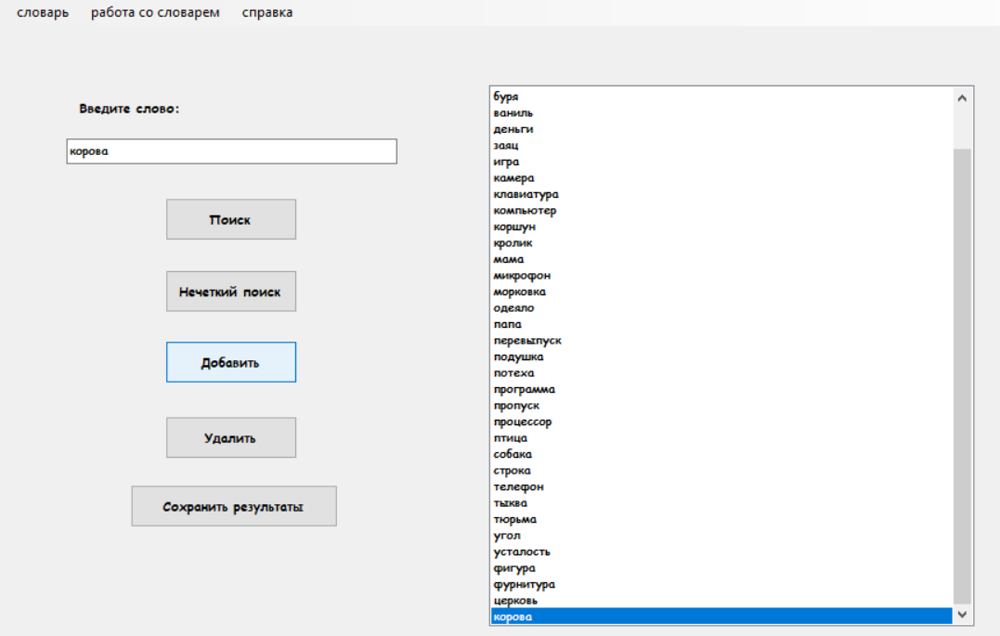 словарь работа со словарем справка
Введите слово:
корова
Поиск
Нечеткий поиск
Добавить
Удалить
Сохранить результаты
буря
ваниль
деньги
заяц
игра
камера
клавиатура
компьютер
коршун
кролик
мама
микрофон
морковка
одеяло
папа
перевыпуск
подушка
потеха
программа
пропуск
процессор
птица
собака
строка
телефон
тыква
тюрьма
угол
усталость
фигура
фурнитура
церковь
корова